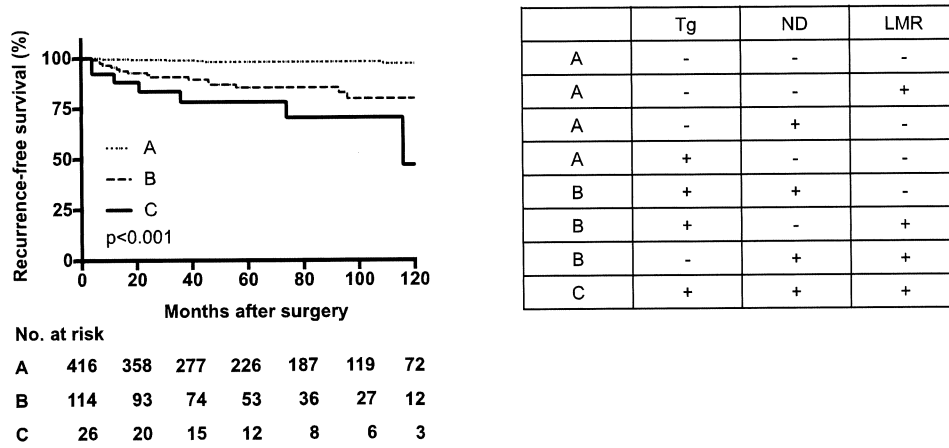 Recurrence-free survival (%)
100
75
50
25
0
A
B
C
p<0.001
0 20 40 60 80 100 120
Months after surgery
No. at risk
A 416 358 277 226 187 119 72
B 114 93 74 53 36 27 12
C 26 20 15 12 8 6 3
Tg ND LMR
A - - -
A - - +
A - + -
A + - -
B + + -
B + - +
B - + +
C + + +